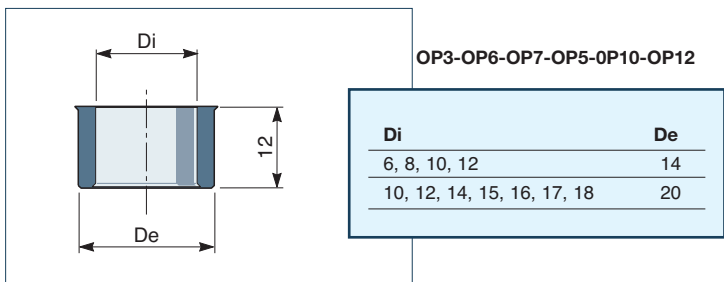 Di
12
De
OP3-OP6-OP7-OP5-0P10-OP12
Di De
6, 8, 10, 12 14
10, 12, 14, 15, 16, 17, 18 20